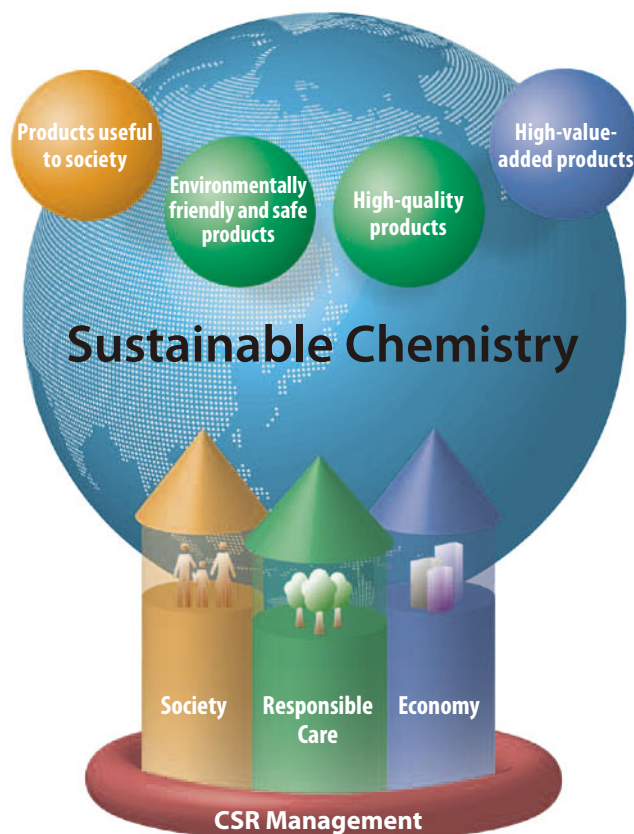 Products useful
to society
Environmentally
friendly and safe
products
High-quality
products
High-value-
added products
Sustainable Chemistry
Society
Responsible
Care
Economy
CSR Management